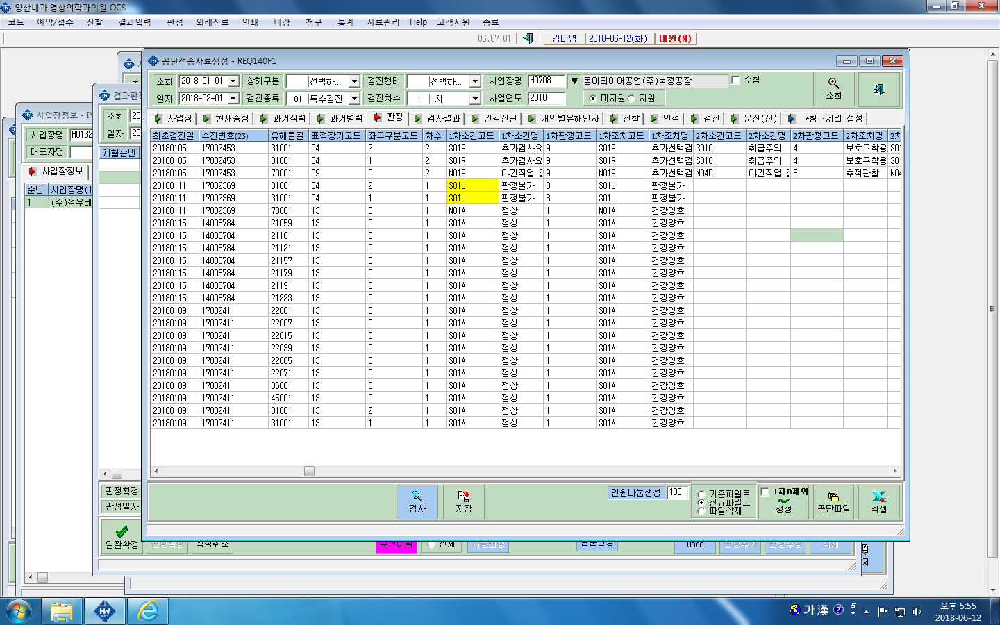 양산내과·영상의학과의원 OCS
코드 예약/접수 진찰 결과입력 판정 외래진료 인쇄 마감 청구 통계 자료관리 Help 고객지원 종료
06.07.01 김미영 2018-06-12(화) 내원(M)
공단전송자료생성 - REQ140F1
조회 2018-01-01 상하구분 선택하... 검진형태 선택하... 사업장명 H0708 ▼ 동아타이어공업(주)북정공장 수첩
일자 2018-02-01 검진종류 01 특수검진 검진차수 1 1차 사업연도 2018 미지원 지원
조회
사업장 현재증상 과거직력 과거병력 판정 검사결과 건강진단 개인별유해인자 진찰 인적 검진 문진(신) *청구제외 설정
최초검진일 수진번호(23) 유해물질 표적장기코드 좌우구분코드 차수 1차소견코드 1차소견명 1차판정코드 1차조치코드 1차조치명 2차소견코드 2차소견명 2차판정코드 2차조치명 2차
20180105 17002453 31001 04 2 2 S01R 추가검사요 9 S01R 추가선택검 S01C 취급주의 4 보호구착용 S01
20180105 17002453 31001 04 1 2 S01R 추가검사요 9 S01R 추가선택검 S01C 취급주의 4 보호구착용 S01
20180105 17002453 70001 09 0 2 N01R 야간작업 9 N01R 추가선택검 N04D 야간작업 B 추적관찰 N04
20180111 17002369 31001 04 2 1 S01U 판정불가 8 S01U 판정불가
20180111 17002369 31001 04 1 1 S01U 판정불가 8 S01U 판정불가
20180111 17002369 70001 13 0 1 N01A 정상 1 N01A 건강양호
20180115 14008784 21059 13 0 1 S01A 정상 1 S01A 건강양호
20180115 14008784 21101 13 0 1 S01A 정상 1 S01A 건강양호
20180115 14008784 21121 13 0 1 S01A 정상 1 S01A 건강양호
20180115 14008784 21157 13 0 1 S01A 정상 1 S01A 건강양호
20180115 14008784 21179 13 0 1 S01A 정상 1 S01A 건강양호
20180115 14008784 21191 13 0 1 S01A 정상 1 S01A 건강양호
20180115 14008784 21223 13 0 1 S01A 정상 1 S01A 건강양호
20180109 17002411 22001 13 0 1 S01A 정상 1 S01A 건강양호
20180109 17002411 22007 13 0 1 S01A 정상 1 S01A 건강양호
20180109 17002411 22015 13 0 1 S01A 정상 1 S01A 건강양호
20180109 17002411 22039 13 0 1 S01A 정상 1 S01A 건강양호
20180109 17002411 22065 13 0 1 S01A 정상 1 S01A 건강양호
20180109 17002411 22071 13 0 1 S01A 정상 1 S01A 건강양호
20180109 17002411 36001 13 0 1 S01A 정상 1 S01A 건강양호
20180109 17002411 45001 13 0 1 S01A 정상 1 S01A 건강양호
20180109 17002411 31001 13 2 1 S01A 정상 1 S01A 건강양호
20180109 17002411 31001 13 1 1 S01A 정상 1 S01A 건강양호
검사 저장 인원나눔생성 100 기존파일로 신규파일로 파일삭제 1차R제외 생성 공단파일 엑셀
결과판정
조회 20
일자 20
채혈순번
판정확정
판정일자
일괄확정 판정확정 확정취소 수진이력 전체 자동판정 질문판정 Undo 판정추가 판정수정 삭제
사업장정보 - IN
사업장명 H0132
대표자명
사업장정보
순번 사업장명(1
1 (주)정우레
가 漢
오후 5:55
2018-06-12